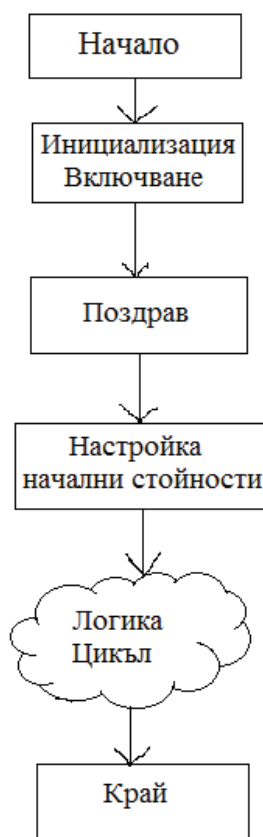 Начало
Инициализация
Включване
Поздрав
Настройка
начални стойности
Логика
Цикъл
Край